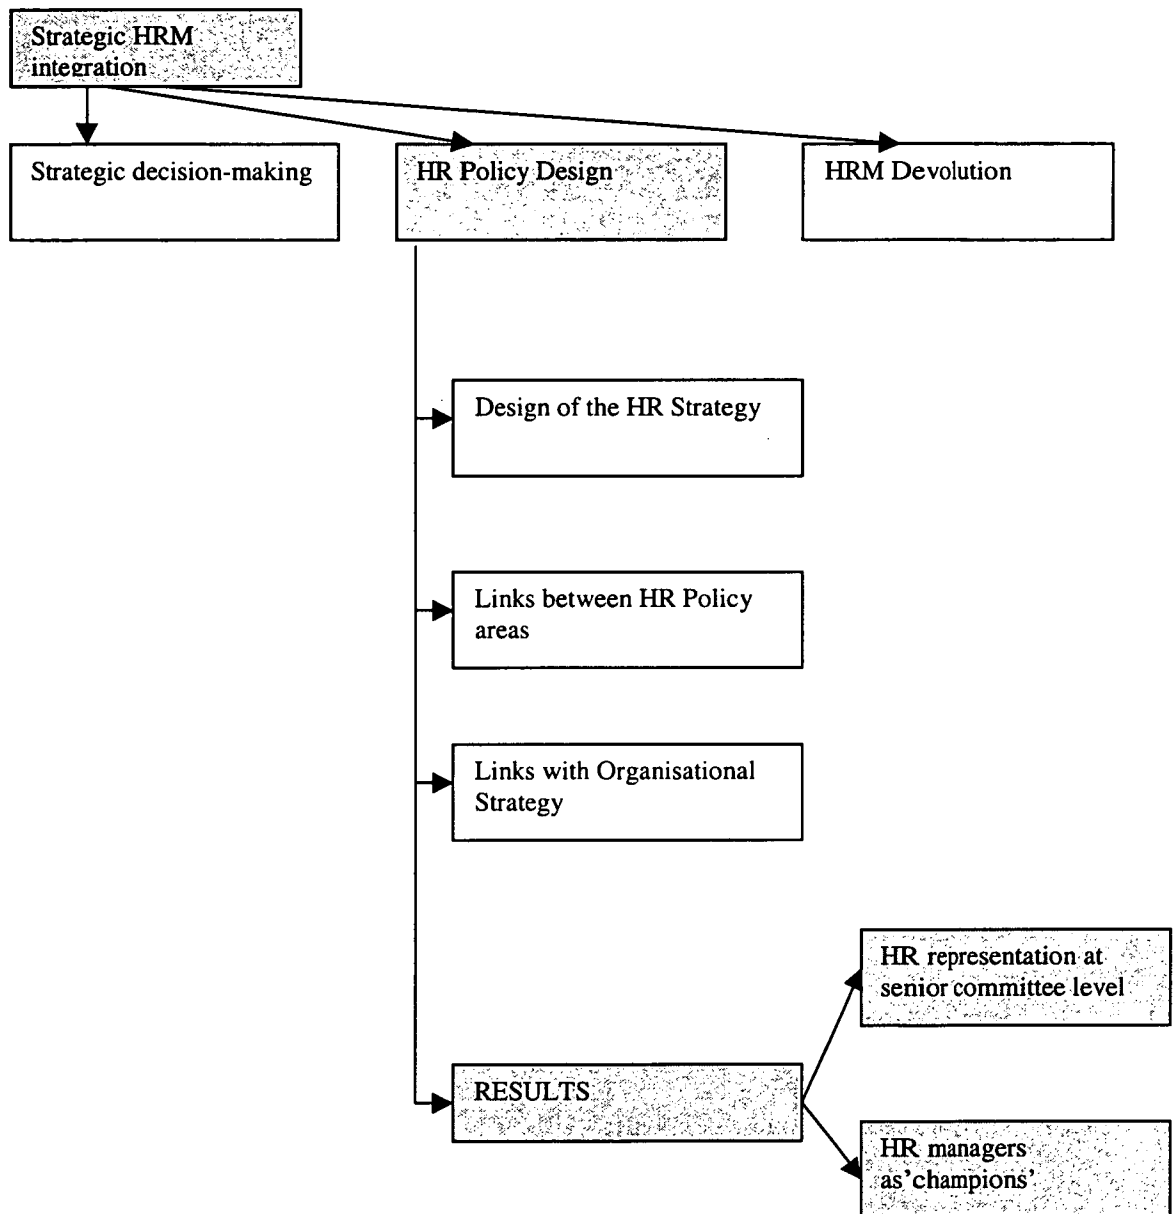 Strategic HRM
integration
Strategic decision-making
HR Policy Design
HRM Devolution
Design of the HR Strategy
Links between HR Policy
areas
Links with Organisational
Strategy
HR representation at
senior committee level
RESULTS
HR managers
as'champions'